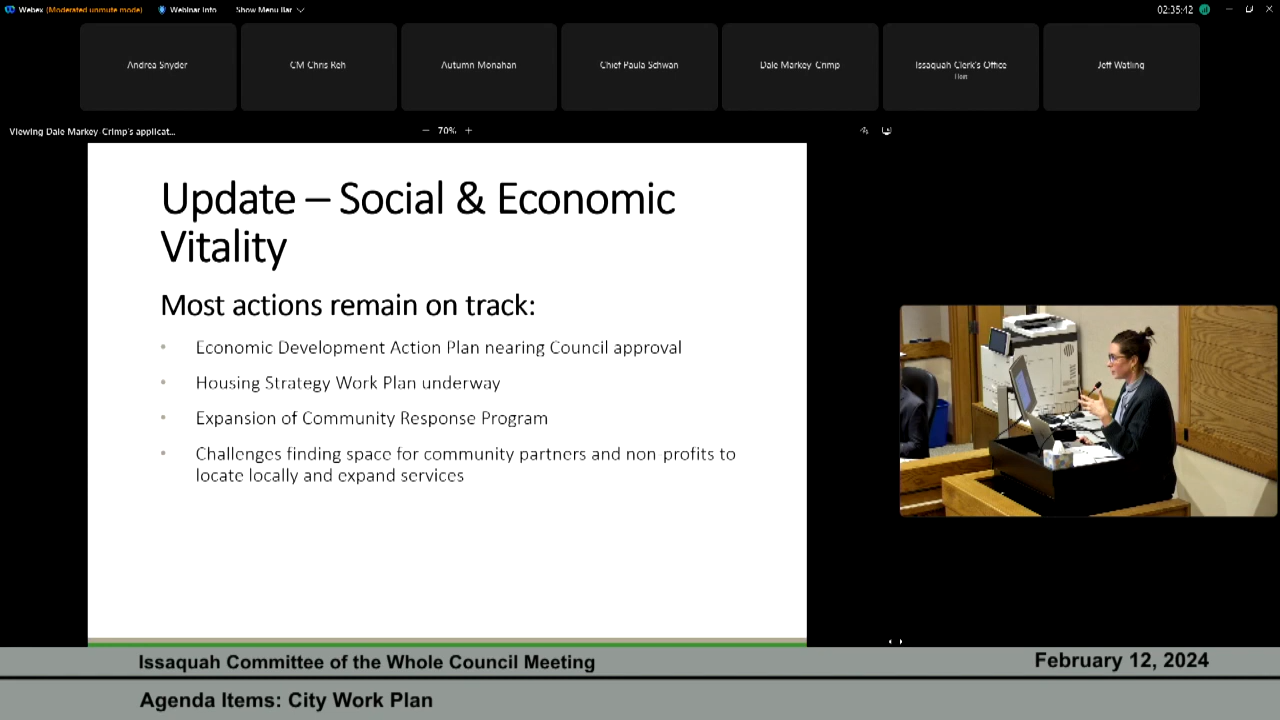 Webex (Moderated unmute mode) Webinar Info Show Menu Bar 02:35:42
Andrea Snyder CM Chris Reh Autumn Monahan Chief Paula Schwan Dale Markey-Crimp Issaquah Clerk's Office Jeff Watling
Host
Viewing Dale Markey-Crimp's applicat... − 70% +
Update – Social & Economic
Vitality
Most actions remain on track:
• Economic Development Action Plan nearing Council approval
• Housing Strategy Work Plan underway
• Expansion of Community Response Program
• Challenges finding space for community partners and non-profits to
locate locally and expand services
Issaquah Committee of the Whole Council Meeting February 12, 2024
Agenda Items: City Work Plan